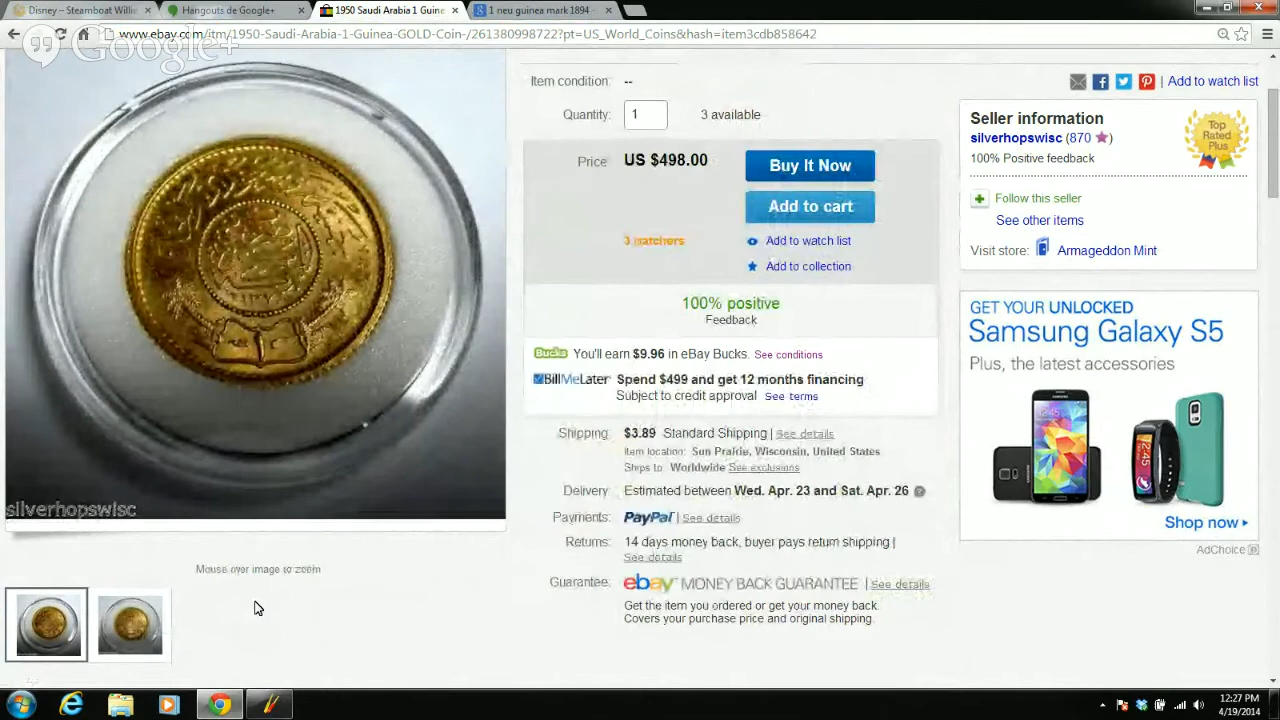 Disney – Steamboat Willi
Hangouts de Google+
1950 Saudi Arabia 1 Guine
1 neu guinea mark 1894 -
www.ebay.com/itm/1950-Saudi-Arabia-1-Guinea-GOLD-Coin-/261380998722?pt=US_World_Coins&hash=item3cdb858642
Google+
Item condition: --
Add to watch list
Quantity: 1 3 available
Price: US $498.00
Buy It Now
Add to cart
3 watchers
Add to watch list
Add to collection
100% positive
Feedback
Bucks You'll earn $9.96 in eBay Bucks. See conditions
BillMeLater Spend $499 and get 12 months financing
Subject to credit approval See terms
Shipping: $3.89 Standard Shipping | See details
Item location: Sun Prairie, Wisconsin, United States
Ships to: Worldwide See exclusions
Delivery: Estimated between Wed. Apr. 23 and Sat. Apr. 26
Payments: PayPal | See details
Returns: 14 days money back, buyer pays return shipping |
See details
Guarantee: ebay MONEY BACK GUARANTEE | See details
Get the item you ordered or get your money back.
Covers your purchase price and original shipping.
Seller information
silverhopswisc (870)
100% Positive feedback
Top
Rated
Plus
Follow this seller
See other items
Visit store: Armageddon Mint
GET YOUR UNLOCKED
Samsung Galaxy S5
Plus, the latest accessories
12:45
12:45
Shop now
AdChoice
silverhopswisc
Mouse over image to zoom
12:27 PM
4/19/2014